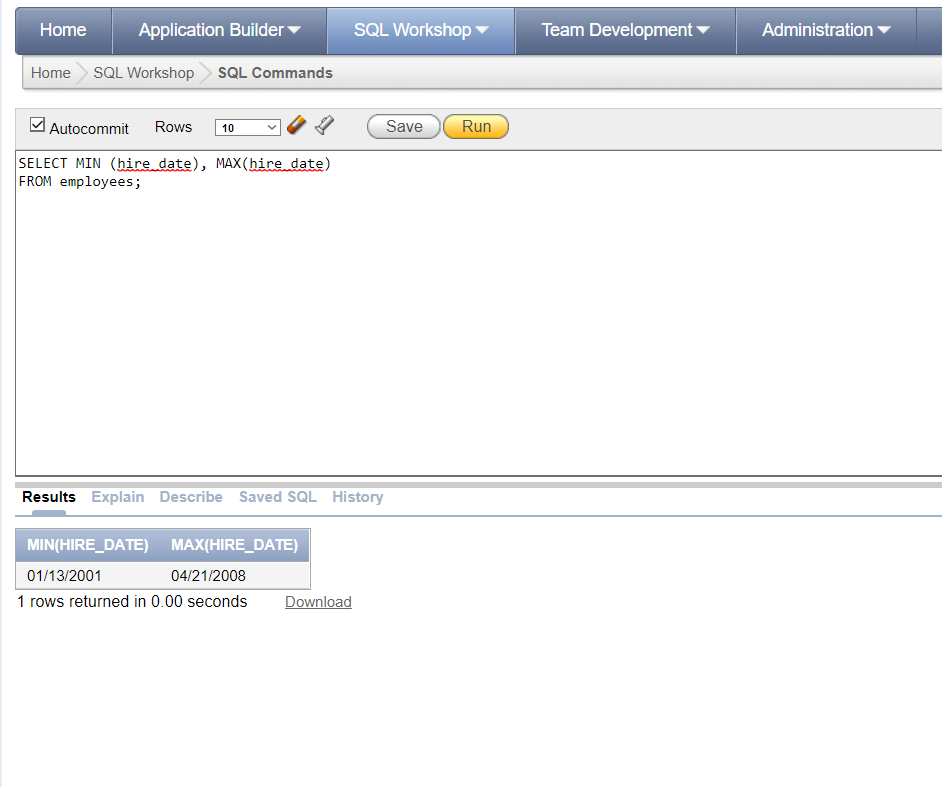 Home Application Builder SQL Workshop Team Development Administration
Home SQL Workshop SQL Commands
Autocommit Rows 10 Save Run
SELECT MIN (hire_date), MAX(hire_date)
FROM employees;
Results Explain Describe Saved SQL History
MIN(HIRE_DATE) MAX(HIRE_DATE)
01/13/2001 04/21/2008
1 rows returned in 0.00 seconds Download